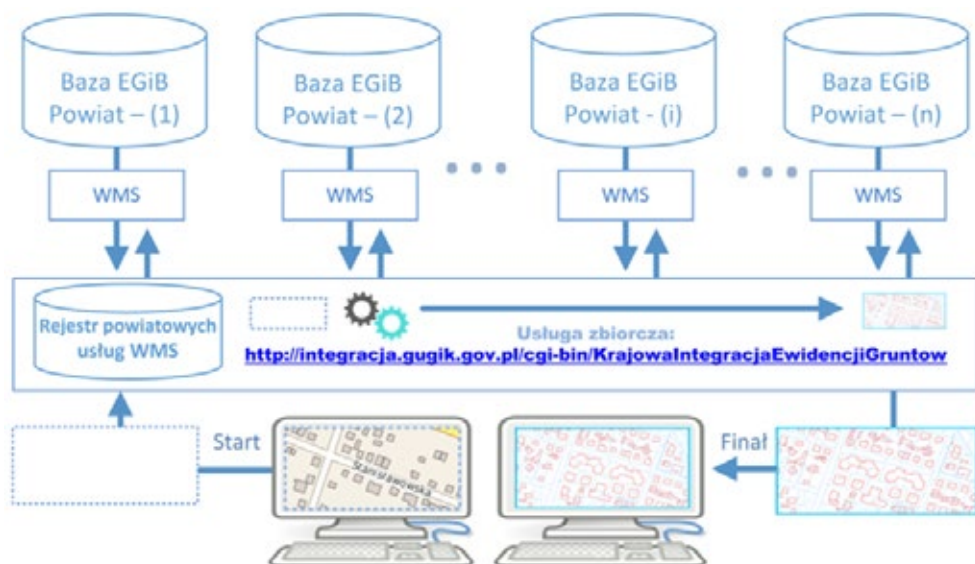 Baza EGiB
Powiat – (1)
Baza EGiB
Powiat – (2)
Baza EGiB
Powiat - (i)
Baza EGiB
Powiat – (n)
WMS
WMS
WMS
WMS
Rejestr powiatowych
usług WMS
Usługa zbiorcza:
http://integracja.gugik.gov.pl/cgi-bin/KrajowaIntegracjaEwidencjiGruntow
Start
Stanisławowska
Finał